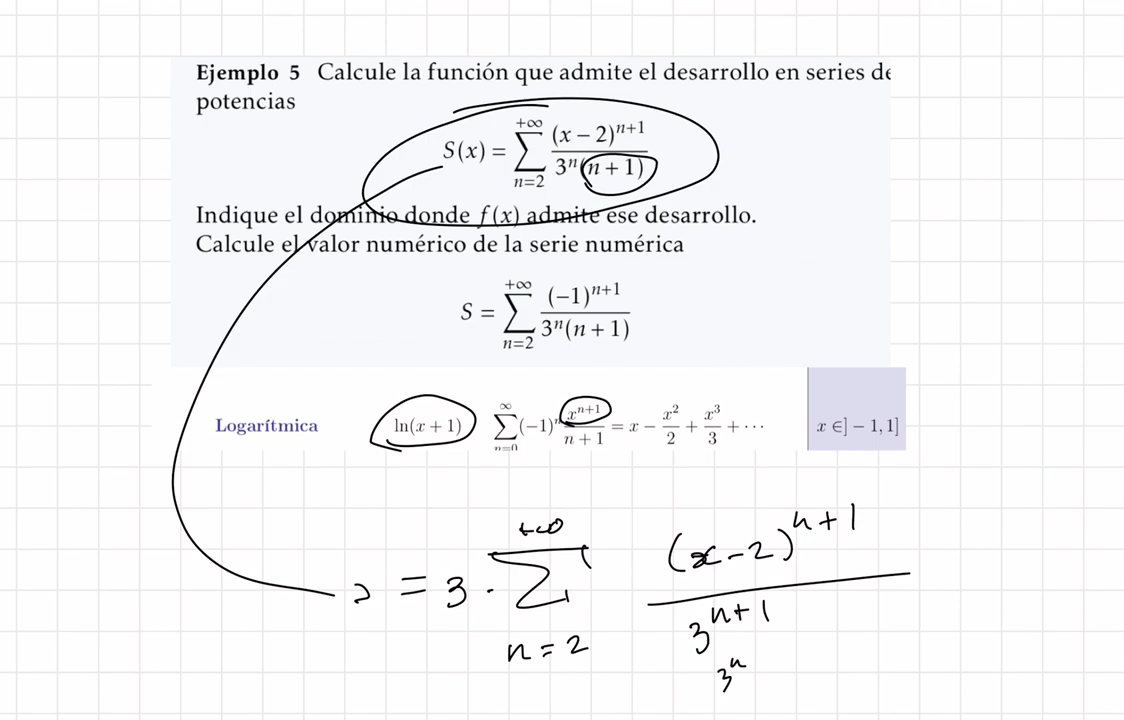 Ejemplo 5 Calcule la función que admite el desarrollo en series de
potencias
S(x) = \sum_{n=2}^{+\infty} \frac{(x-2)^{n+1}}{3^n(n+1)}
Indique el dominio donde f(x) admite ese desarrollo.
Calcule el valor numérico de la serie numérica
S = \sum_{n=2}^{+\infty} \frac{(-1)^{n+1}}{3^n(n+1)}
Logarítmica ln(x+1) \sum_{n=0}^{\infty} (-1)^n \frac{x^{n+1}}{n+1} = x - \frac{x^2}{2} + \frac{x^3}{3} + \cdots x ∈] − 1, 1]
= 3 · \sum_{n=2}^{+\infty} \frac{(x-2)^{n+1}}{3^{n+1}}
3^n